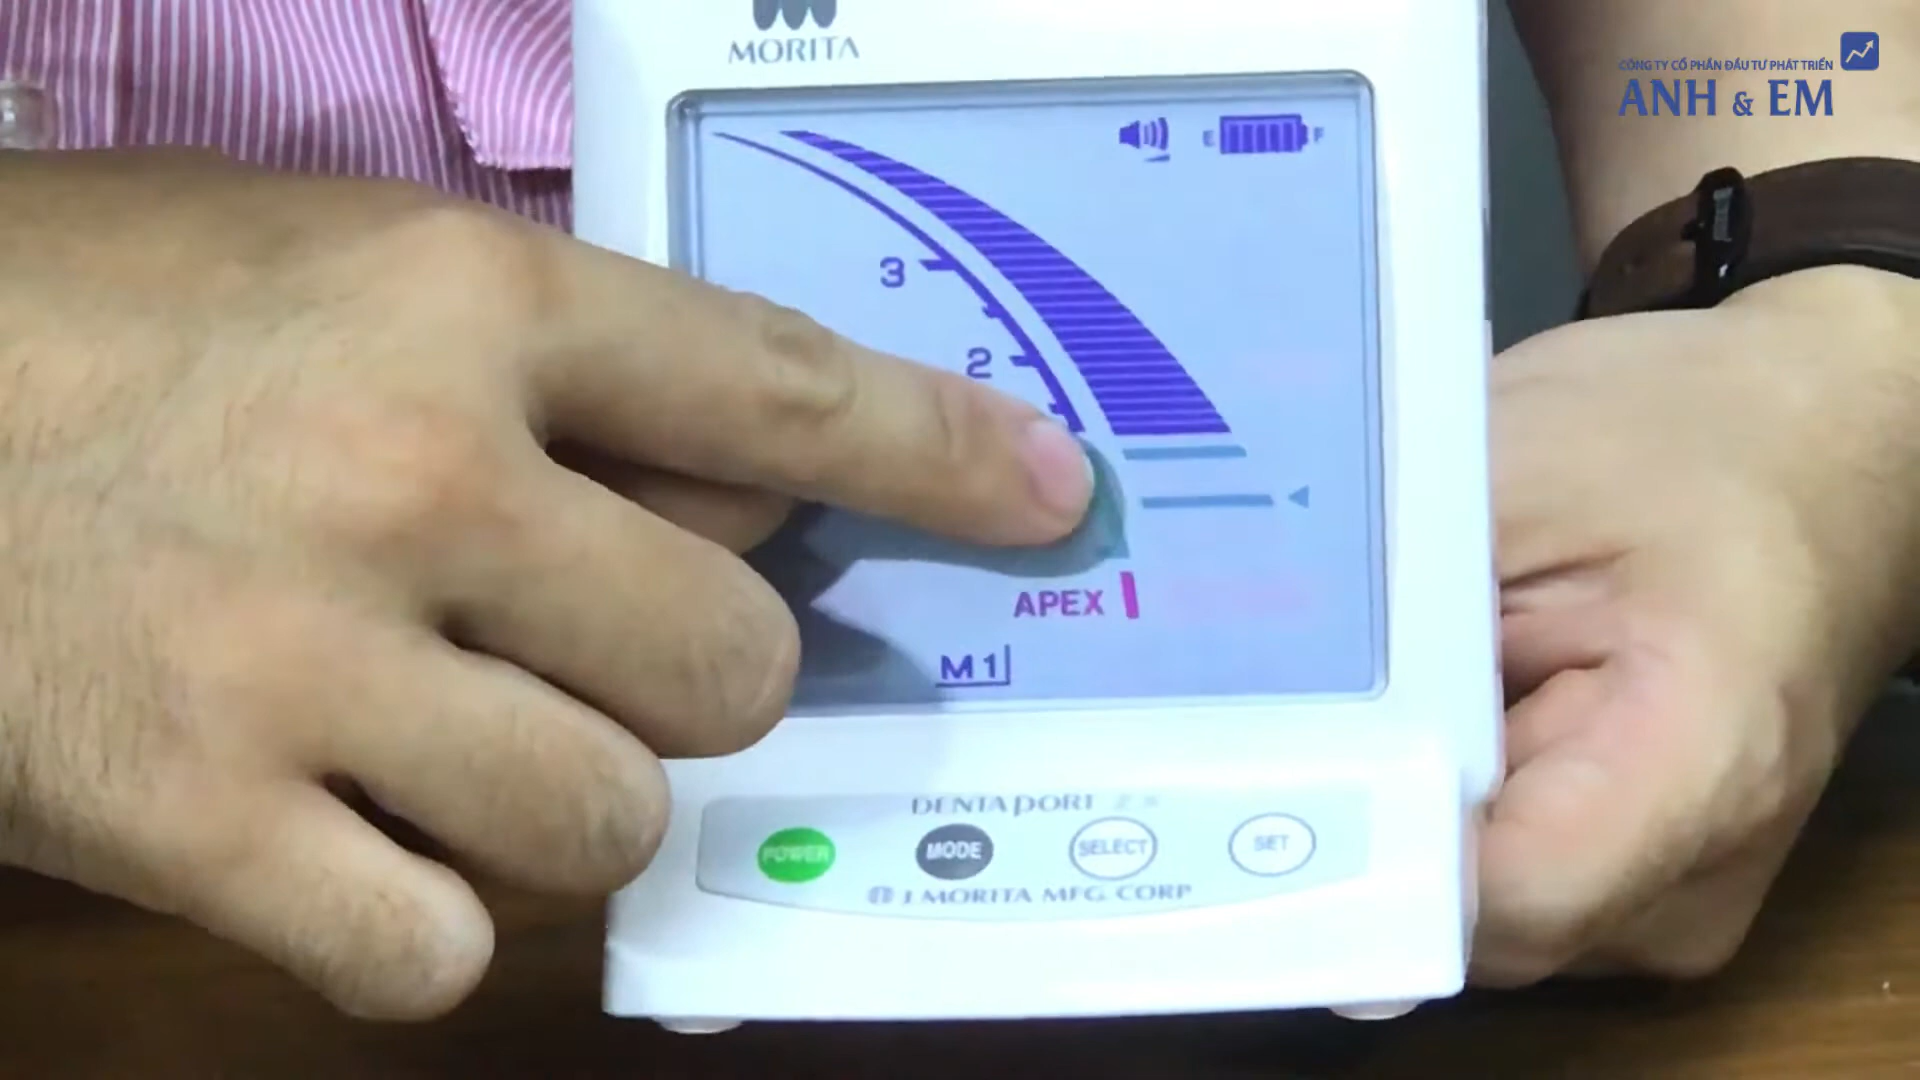 MORITA
CÔNG TY CỔ PHẦN ĐẦU TƯ PHÁT TRIỂN
ANH & EM
E F
3
2
APEX
M1
DENTAPORT
POWER MODE SELECT SET
J. MORITA MFG. CORP